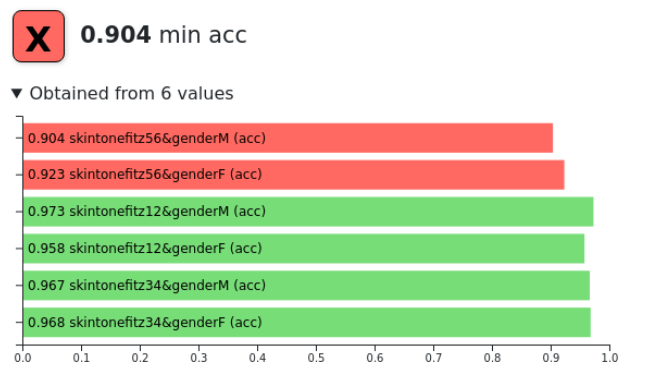 X 0.904 min acc
▼ Obtained from 6 values
0.904 skintonefitz56&genderM (acc)
0.923 skintonefitz56&genderF (acc)
0.973 skintonefitz12&genderM (acc)
0.958 skintonefitz12&genderF (acc)
0.967 skintonefitz34&genderM (acc)
0.968 skintonefitz34&genderF (acc)
0.0 0.1 0.2 0.3 0.4 0.5 0.6 0.7 0.8 0.9 1.0